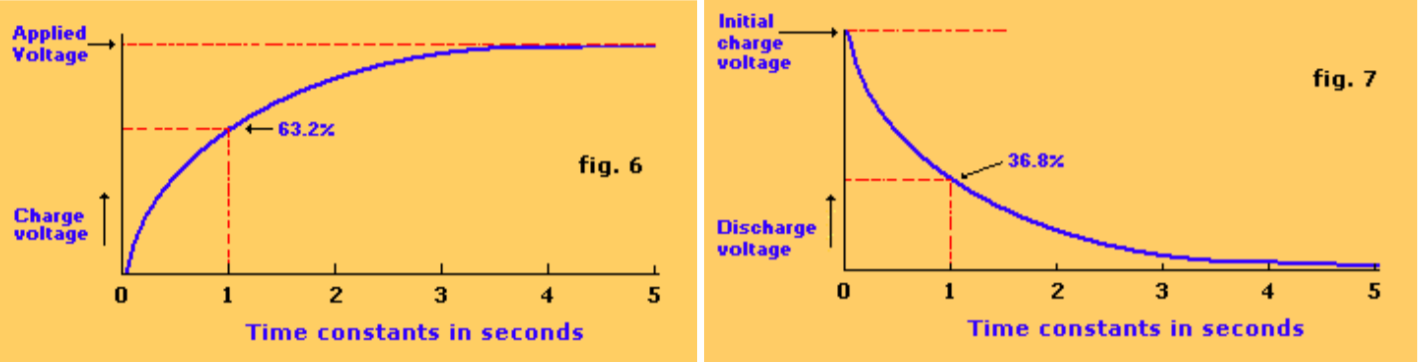 Applied
Voltage
63.2%
fig. 6
Charge
voltage
0 1 2 3 4 5
Time constants in seconds
Initial
charge
voltage
fig. 7
36.8%
Discharge
voltage
0 1 2 3 4 5
Time constants in seconds